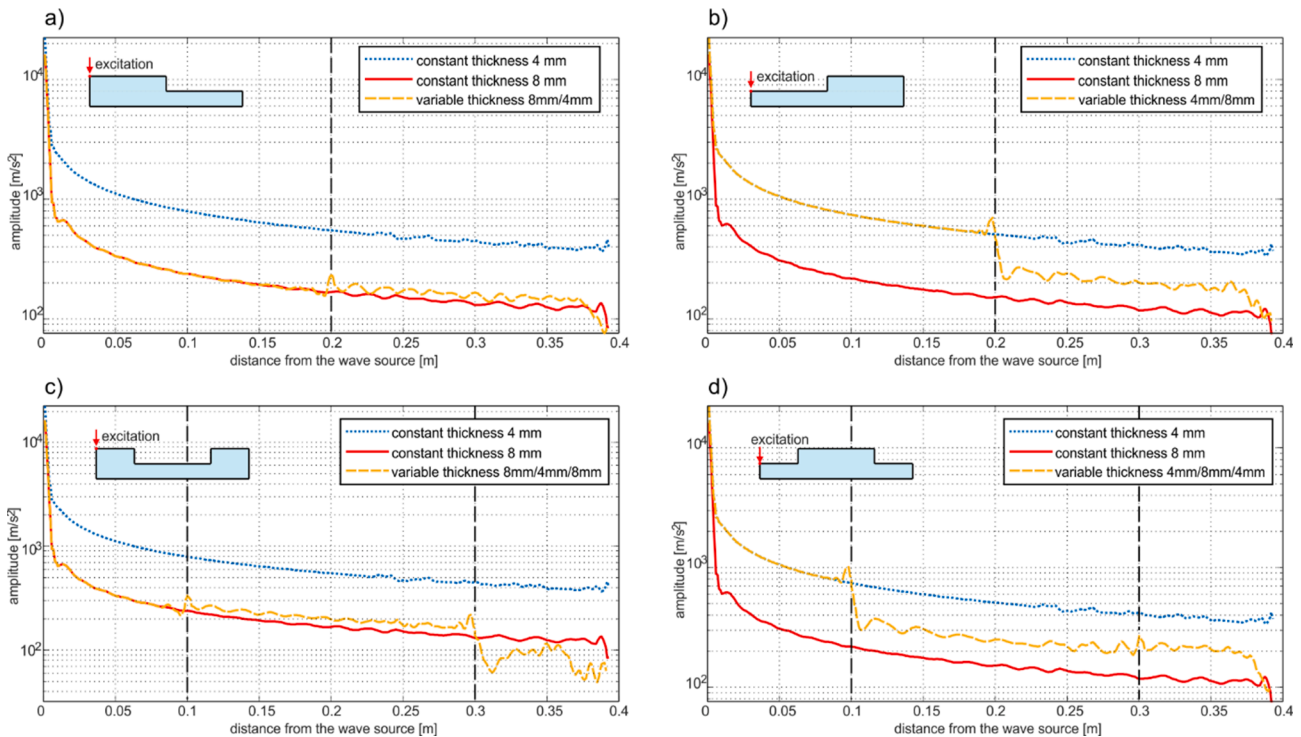 a)
amplitude [m/s²]
10⁴
10³
10²
excitation
constant thickness 4 mm
constant thickness 8 mm
variable thickness 8mm/4mm
0 0.05 0.1 0.15 0.2 0.25 0.3 0.35 0.4
distance from the wave source [m]
b)
amplitude [m/s²]
10⁴
10³
10²
excitation
constant thickness 4 mm
constant thickness 8 mm
variable thickness 4mm/8mm
0 0.05 0.1 0.15 0.2 0.25 0.3 0.35 0.4
distance from the wave source [m]
c)
amplitude [m/s²]
10⁴
10³
10²
excitation
constant thickness 4 mm
constant thickness 8 mm
variable thickness 8mm/4mm/8mm
0 0.05 0.1 0.15 0.2 0.25 0.3 0.35 0.4
distance from the wave source [m]
d)
amplitude [m/s²]
10⁴
10³
10²
excitation
constant thickness 4 mm
constant thickness 8 mm
variable thickness 4mm/8mm/4mm
0 0.05 0.1 0.15 0.2 0.25 0.3 0.35 0.4
distance from the wave source [m]